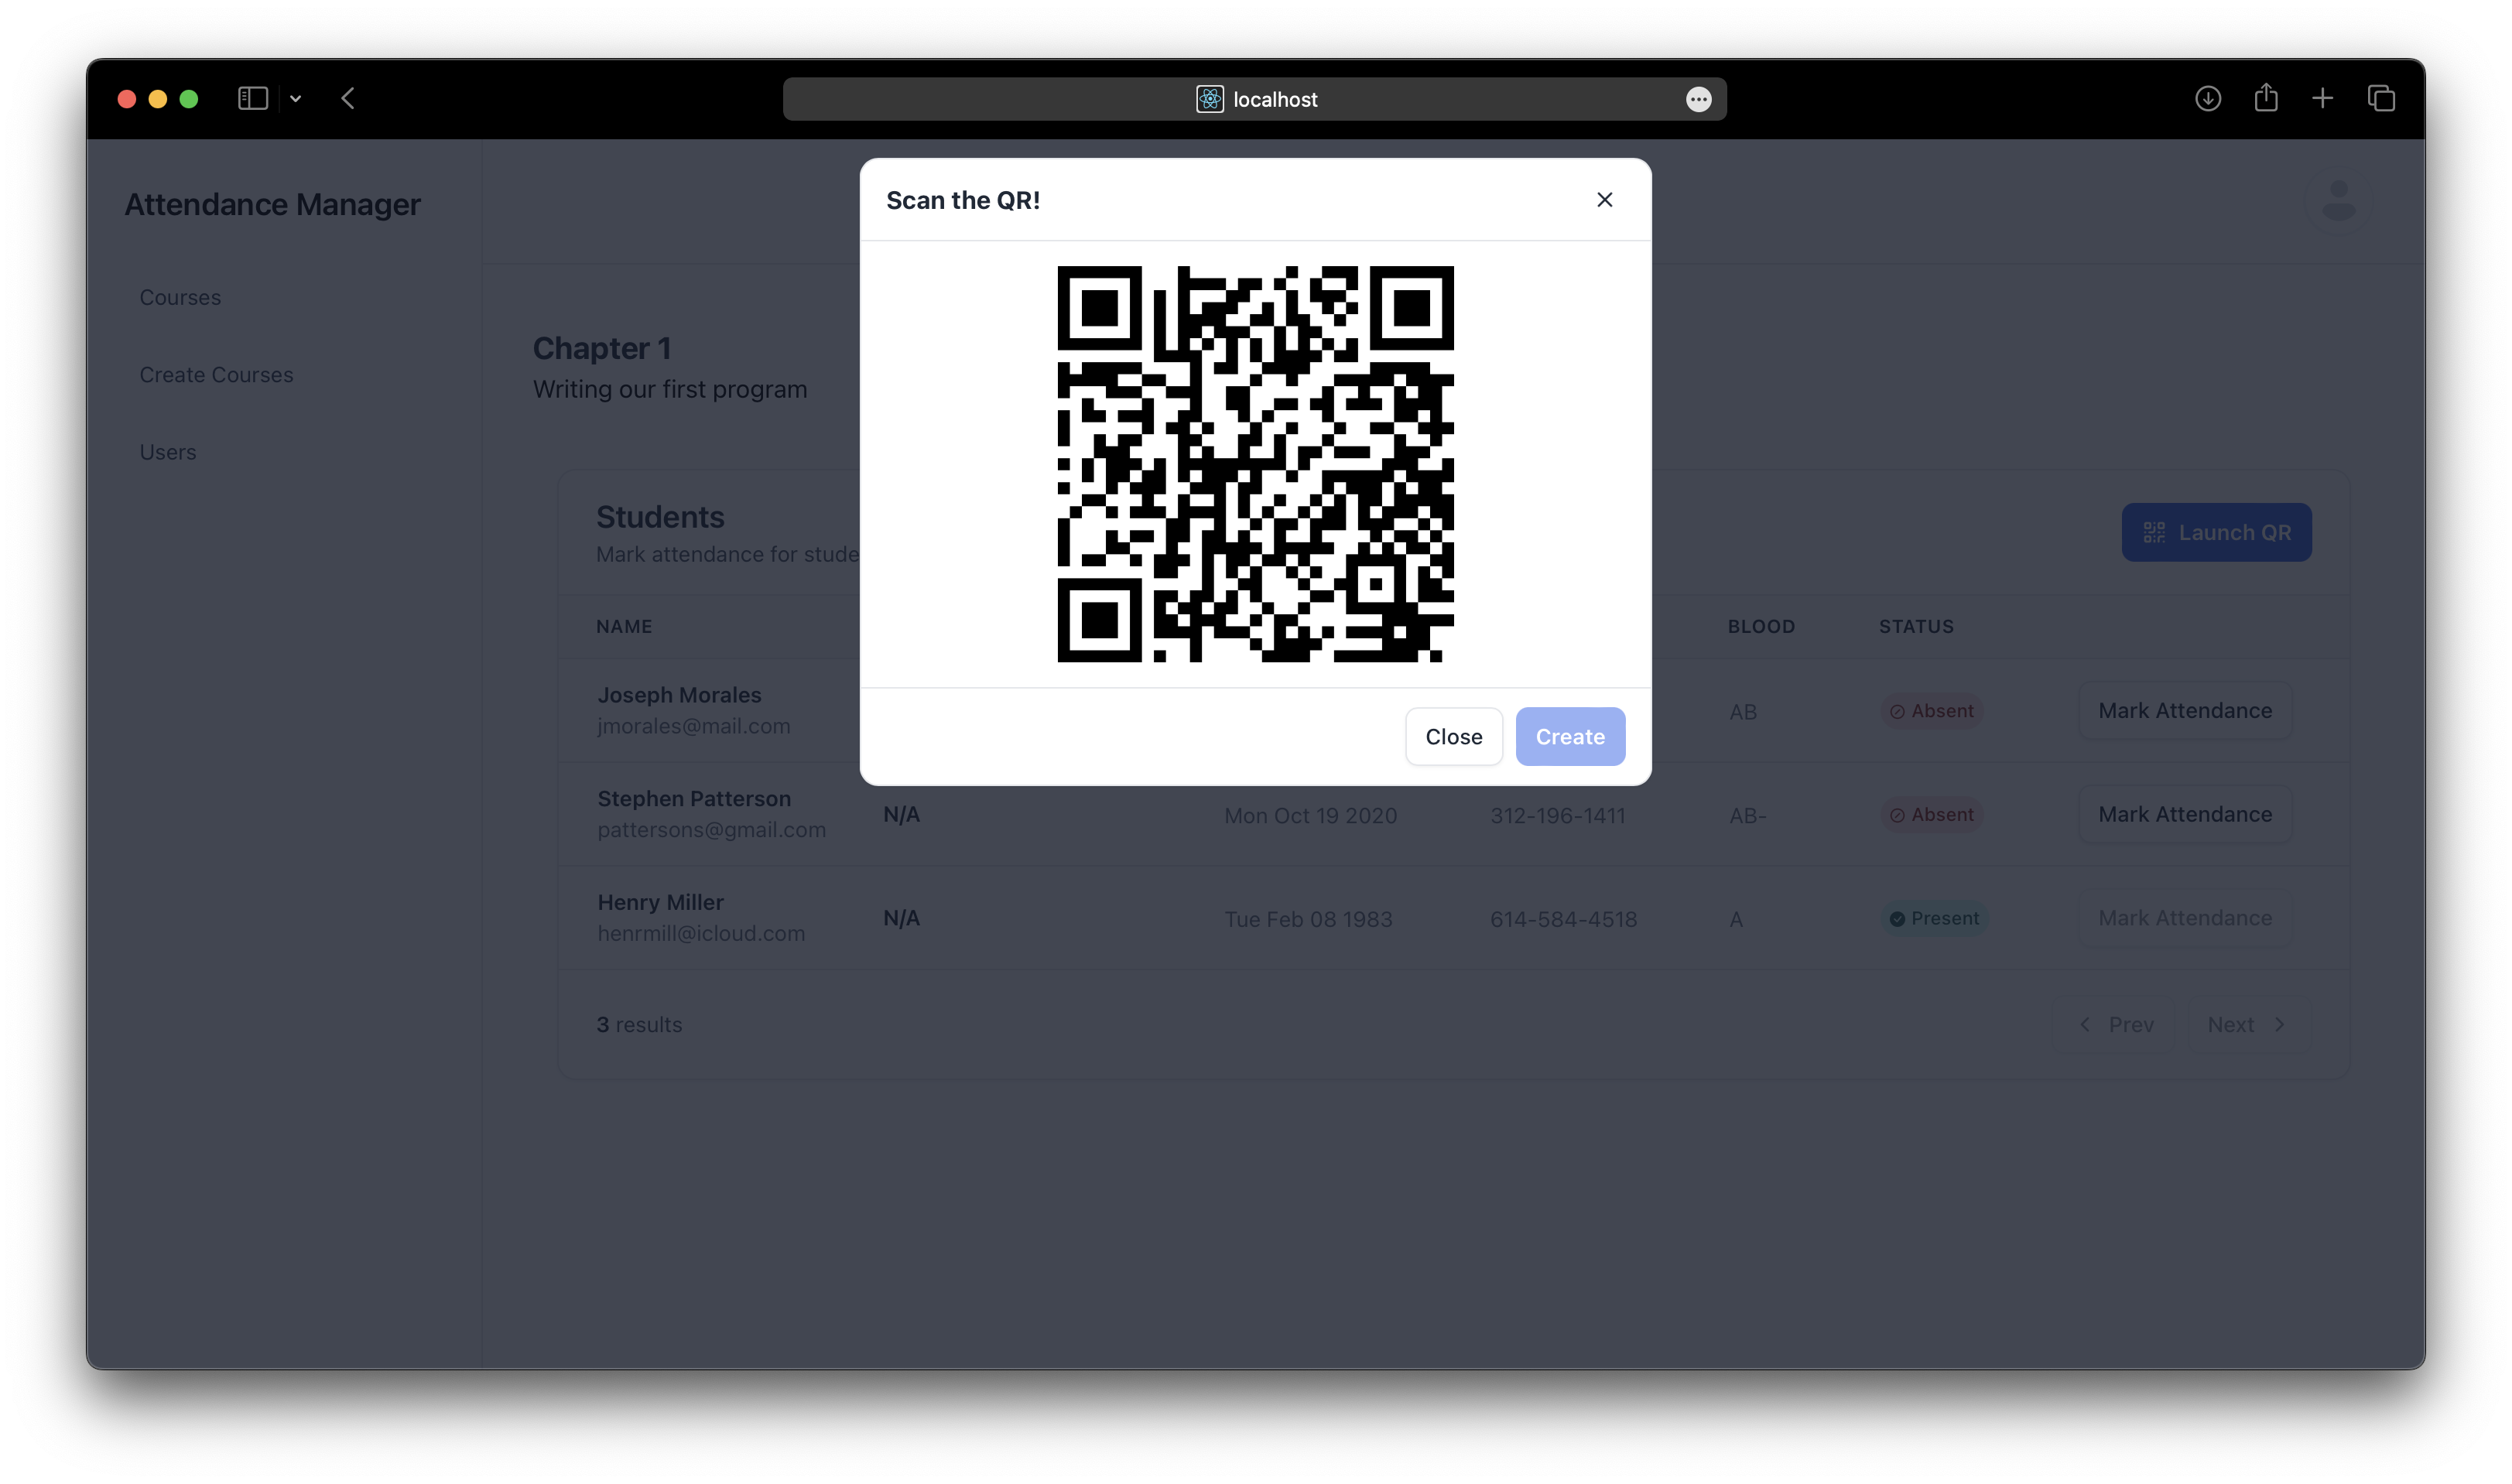 localhost
Attendance Manager
Courses
Create Courses
Users
Chapter 1
Writing our first program
Scan the QR!
Close
Create
Students
Mark attendance for stude
Launch QR
NAME
BLOOD
STATUS
Joseph Morales
jmorales@mail.com
AB
Absent
Mark Attendance
Stephen Patterson
pattersons@gmail.com
N/A
Mon Oct 19 2020
312-196-1411
AB-
Absent
Mark Attendance
Henry Miller
henrmill@icloud.com
N/A
Tue Feb 08 1983
614-584-4518
A
Present
Mark Attendance
3 results
Prev
Next